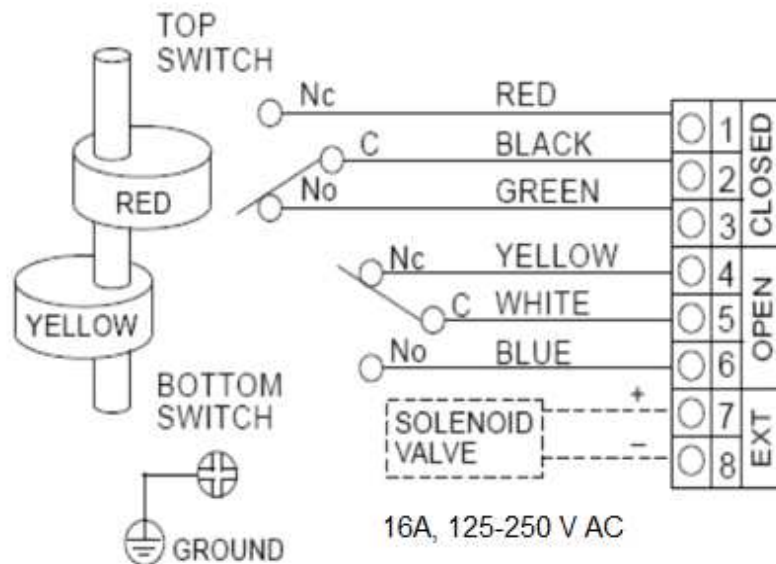 TOP
SWITCH
Nc RED 1
C BLACK 2
No GREEN 3
CLOSED
RED
Nc YELLOW 4
C WHITE 5
No BLUE 6
OPEN
YELLOW
BOTTOM
SWITCH
SOLENOID
VALVE
+ 7
− 8
EXT
GROUND
16A, 125-250 V AC